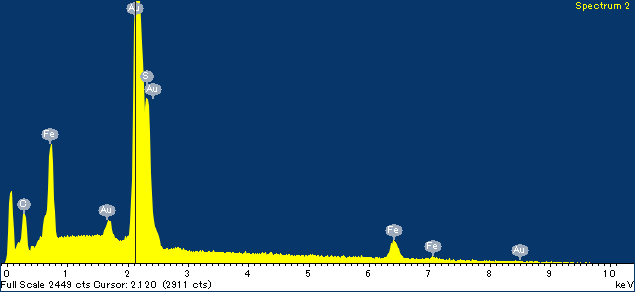 Spectrum 2
Au
S
Au
Fe
C
Au
Fe
Fe
Au
0 1 2 3 4 5 6 7 8 9 10
Full Scale 2449 cts Cursor: 2.120 (2911 cts) keV